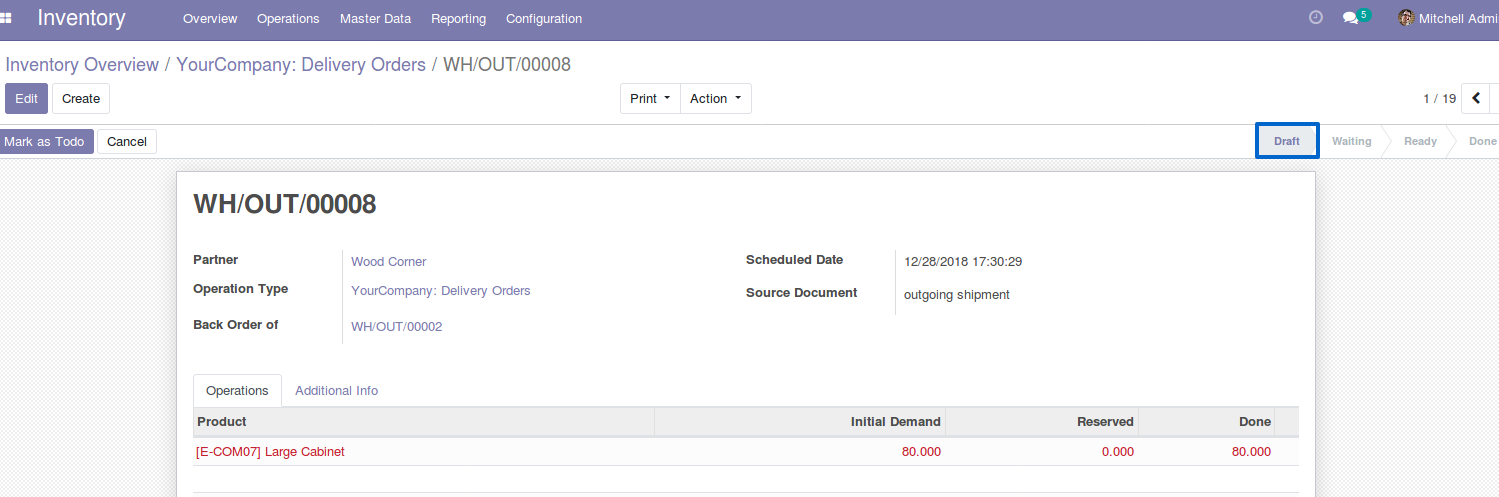 Inventory Overview Operations Master Data Reporting Configuration 5 Mitchell Admi
Inventory Overview / YourCompany: Delivery Orders / WH/OUT/00008
Edit Create Print Action 1 / 19
Mark as Todo Cancel Draft Waiting Ready Done
WH/OUT/00008
Partner Wood Corner Scheduled Date 12/28/2018 17:30:29
Operation Type YourCompany: Delivery Orders Source Document outgoing shipment
Back Order of WH/OUT/00002
Operations Additional Info
Product Initial Demand Reserved Done
[E-COM07] Large Cabinet 80.000 0.000 80.000